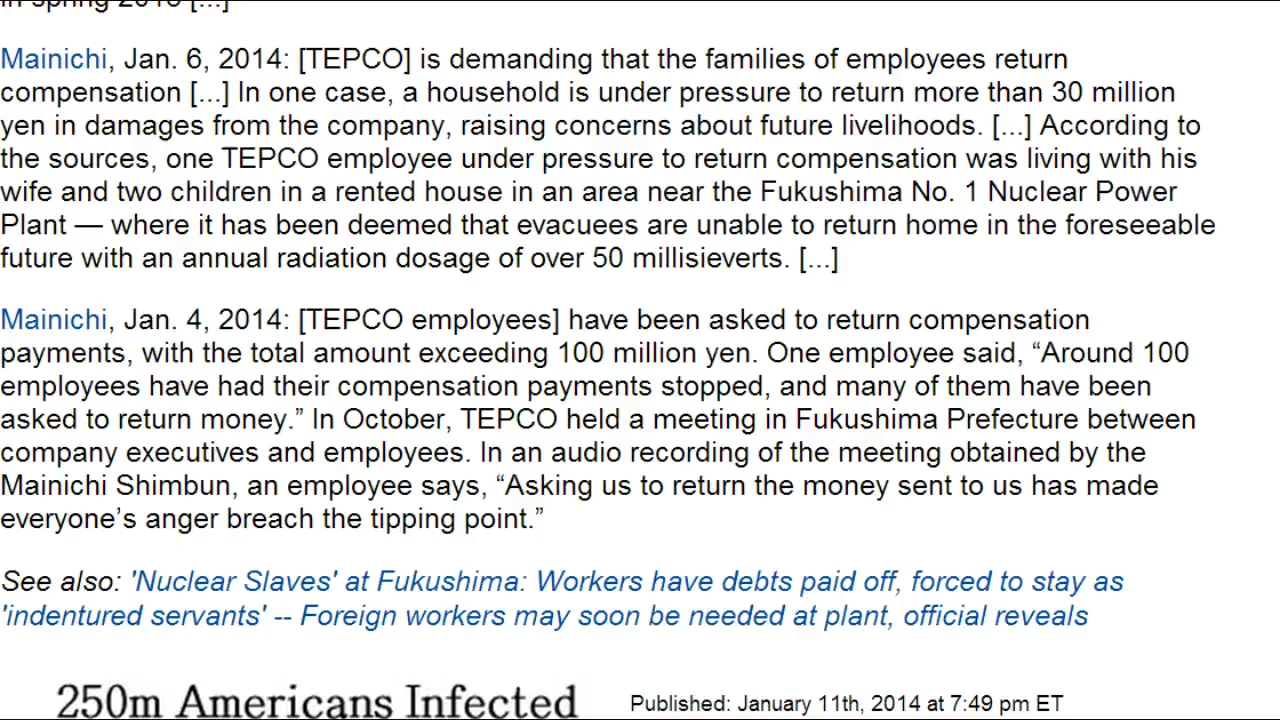 in spring 2013 [...]
Mainichi, Jan. 6, 2014: [TEPCO] is demanding that the families of employees return
compensation [...] In one case, a household is under pressure to return more than 30 million
yen in damages from the company, raising concerns about future livelihoods. [...] According to
the sources, one TEPCO employee under pressure to return compensation was living with his
wife and two children in a rented house in an area near the Fukushima No. 1 Nuclear Power
Plant — where it has been deemed that evacuees are unable to return home in the foreseeable
future with an annual radiation dosage of over 50 millisieverts. [...]
Mainichi, Jan. 4, 2014: [TEPCO employees] have been asked to return compensation
payments, with the total amount exceeding 100 million yen. One employee said, “Around 100
employees have had their compensation payments stopped, and many of them have been
asked to return money.” In October, TEPCO held a meeting in Fukushima Prefecture between
company executives and employees. In an audio recording of the meeting obtained by the
Mainichi Shimbun, an employee says, “Asking us to return the money sent to us has made
everyone’s anger breach the tipping point.”
See also: 'Nuclear Slaves' at Fukushima: Workers have debts paid off, forced to stay as
'indentured servants' -- Foreign workers may soon be needed at plant, official reveals
250m Americans Infected
Published: January 11th, 2014 at 7:49 pm ET